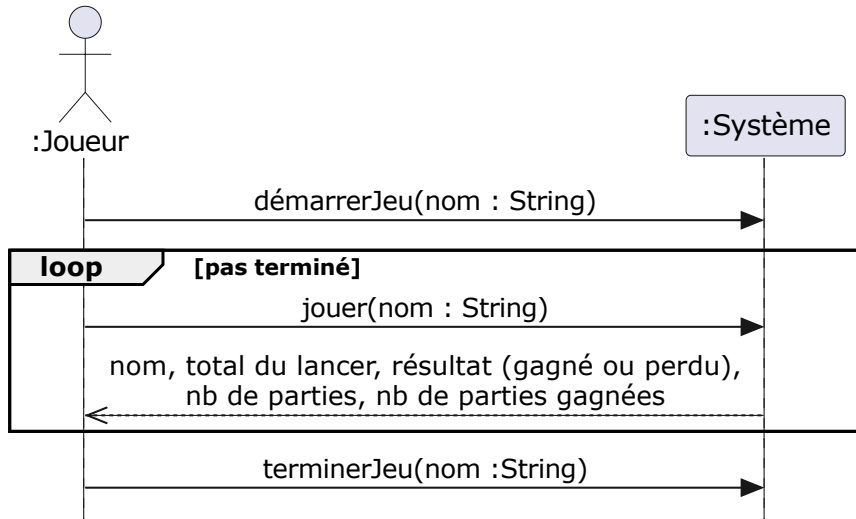 :Joueur
:Système
démarrerJeu(nom : String)
loop [pas terminé]
jouer(nom : String)
nom, total du lancer, résultat (gagné ou perdu),
nb de parties, nb de parties gagnées
terminerJeu(nom :String)